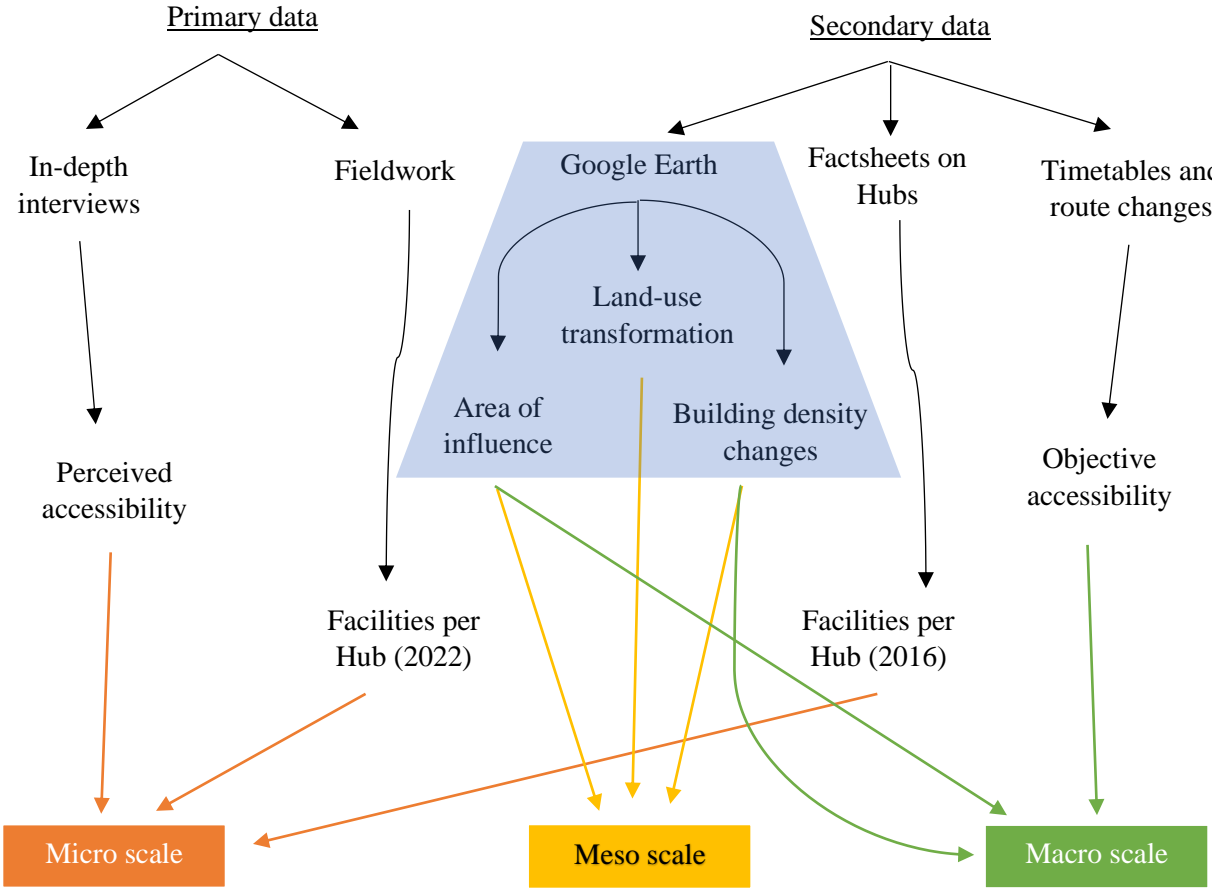 Primary data
Secondary data
In-depth
interviews
Fieldwork
Google Earth
Factsheets on
Hubs
Timetables and
route changes
Land-use
transformation
Area of
influence
Building density
changes
Perceived
accessibility
Objective
accessibility
Facilities per
Hub (2022)
Facilities per
Hub (2016)
Micro scale
Meso scale
Macro scale